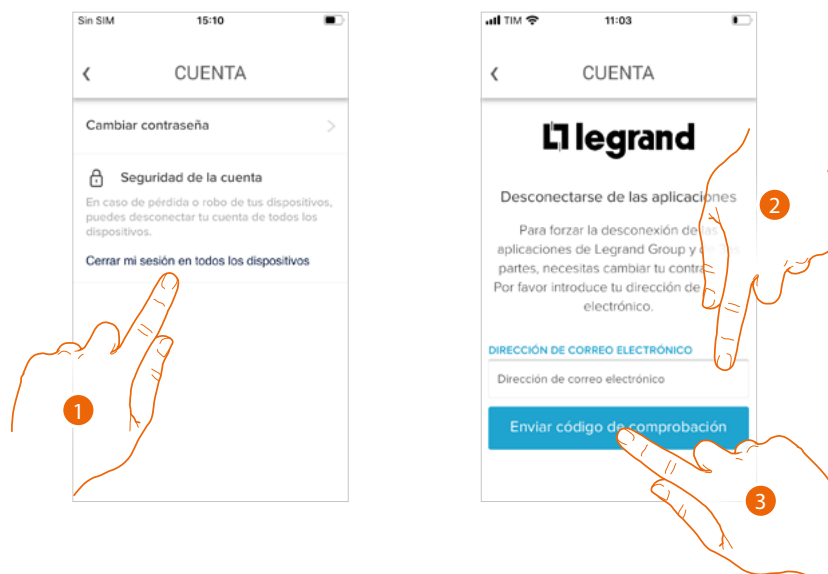 Sin SIM 15:10
CUENTA
Cambiar contraseña
Seguridad de la cuenta
En caso de pérdida o robo de tus dispositivos,
puedes desconectar tu cuenta de todos los
dispositivos.
Cerrar mi sesión en todos los dispositivos
1
TIM 11:03
CUENTA
legrand
Desconectarse de las aplicaciones
Para forzar la desconexión de las
aplicaciones de Legrand Group y
partes, necesitas cambiar tu
Por favor introduce tu dirección de
electrónico.
DIRECCIÓN DE CORREO ELECTRÓNICO
Dirección de correo electrónico
Enviar código de comprobación
2
3